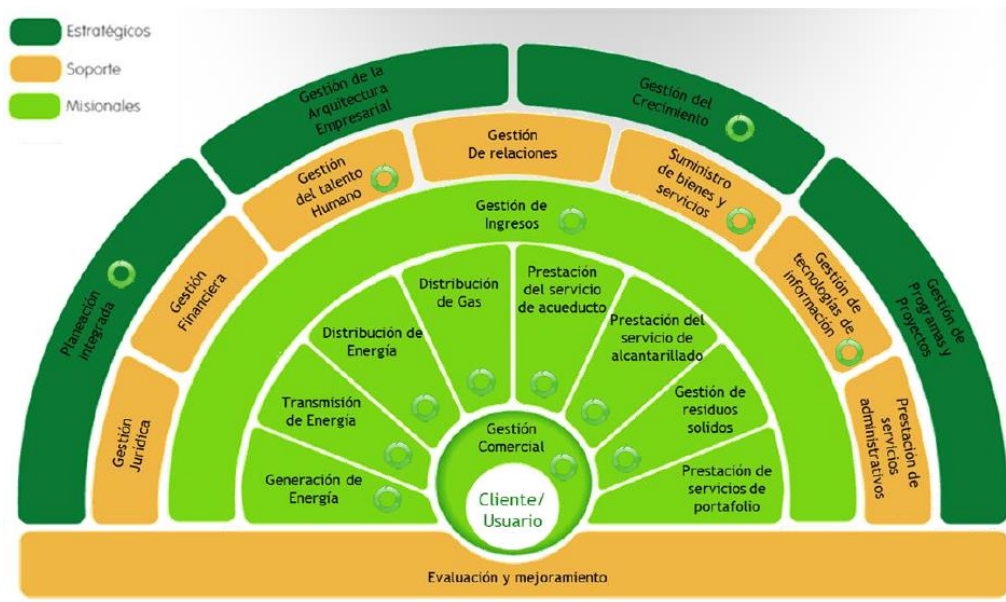 Estratégicos
Soporte
Misionales
Planeación
integrada
Gestión de la
Arquitectura
Empresarial
Gestión del
Crecimiento
Gestión de
Programas y
Proyectos
Gestión
Jurídica
Gestión
Financiera
Gestión
del talento
Humano
Gestión
De relaciones
Suministro
de bienes y
servicios
Gestión de
tecnologías de
información
Prestación de
servicios
administrativos
Gestión de
Ingresos
Generación de
Energía
Transmisión
de Energía
Distribución de
Energía
Distribución
de Gas
Prestación
del servicio
de acueducto
Prestación del
servicio de
alcantarillado
Gestión de
residuos
solidos
Prestación de
servicios de
portafolio
Gestión
Comercial
Cliente/
Usuario
Evaluación y mejoramiento